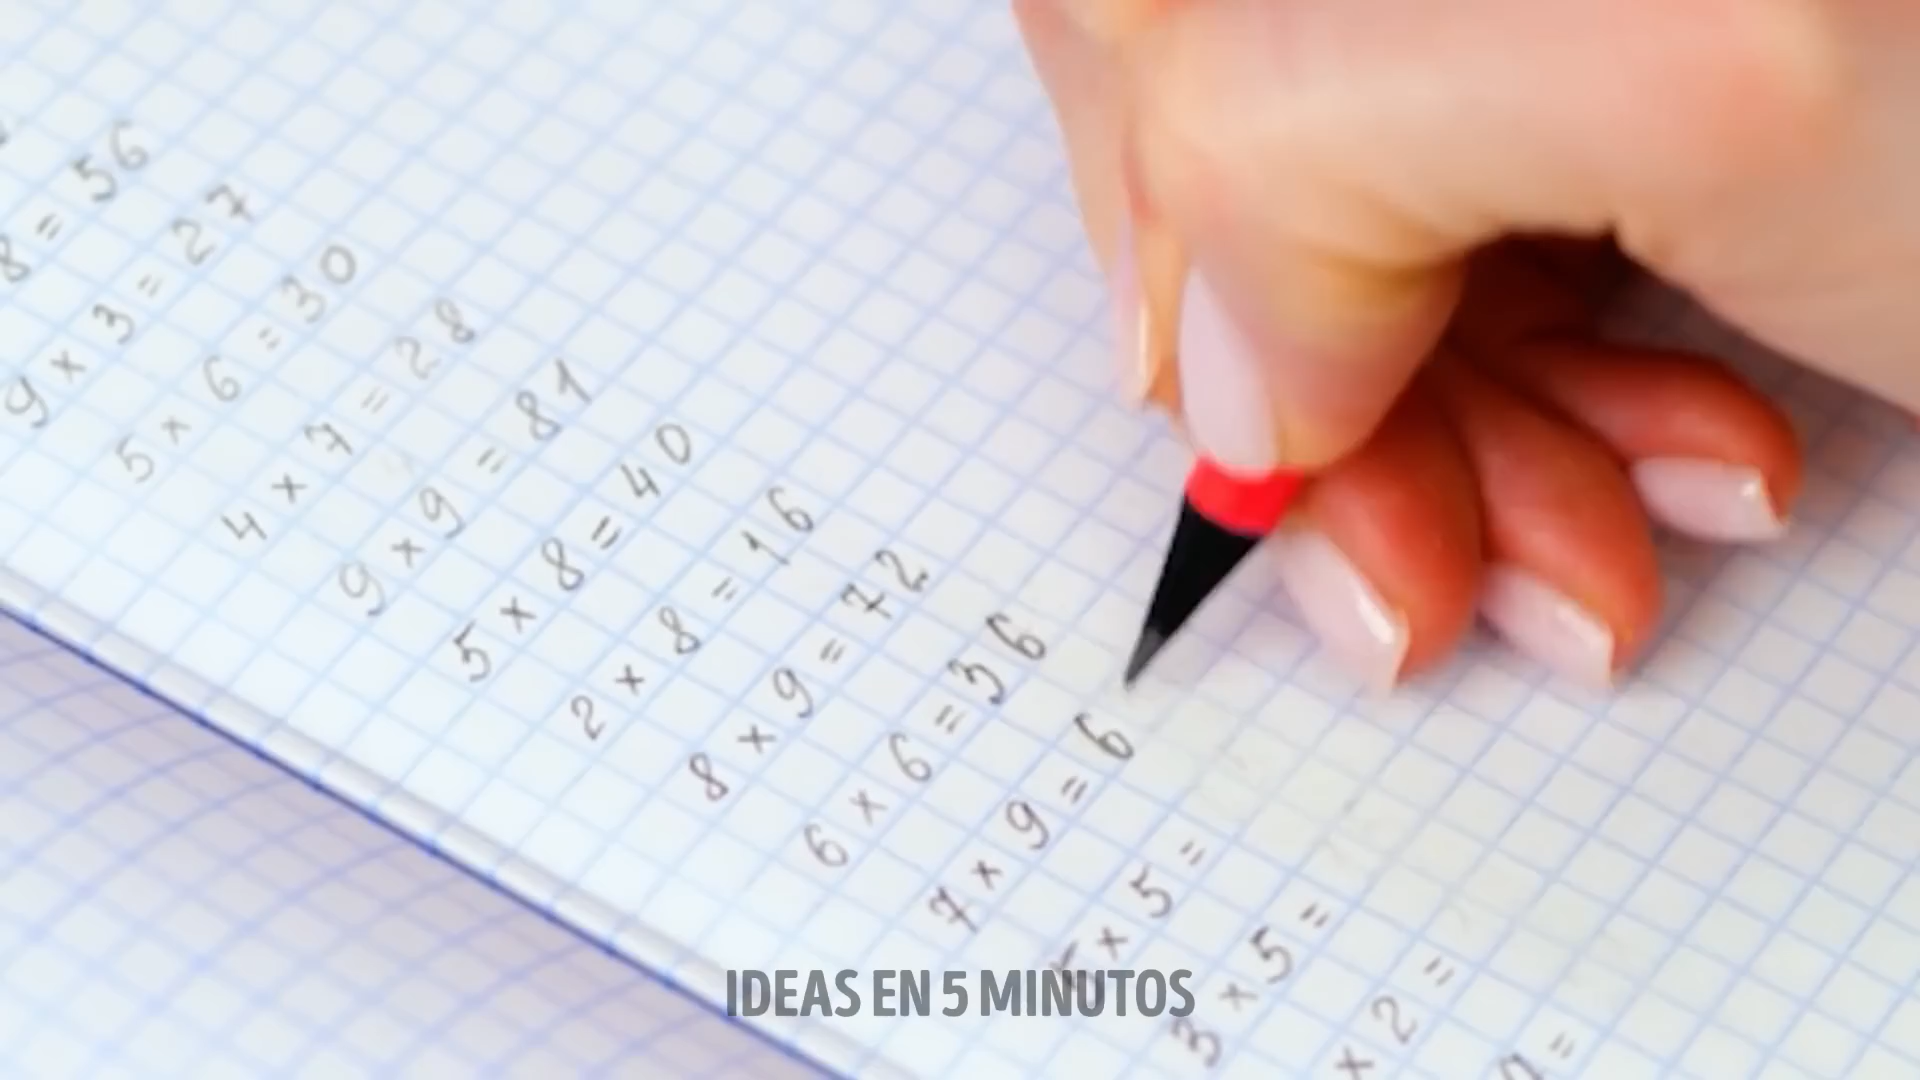 8 = 56
9 × 3 = 27
5 × 6 = 30
4 × 7 = 28
9 × 9 = 81
5 × 8 = 40
2 × 8 = 16
8 × 9 = 72
6 × 6 = 36
7 × 9 = 6
× 5 =
3 × 5 =
× 2 =
=
IDEAS EN 5 MINUTOS